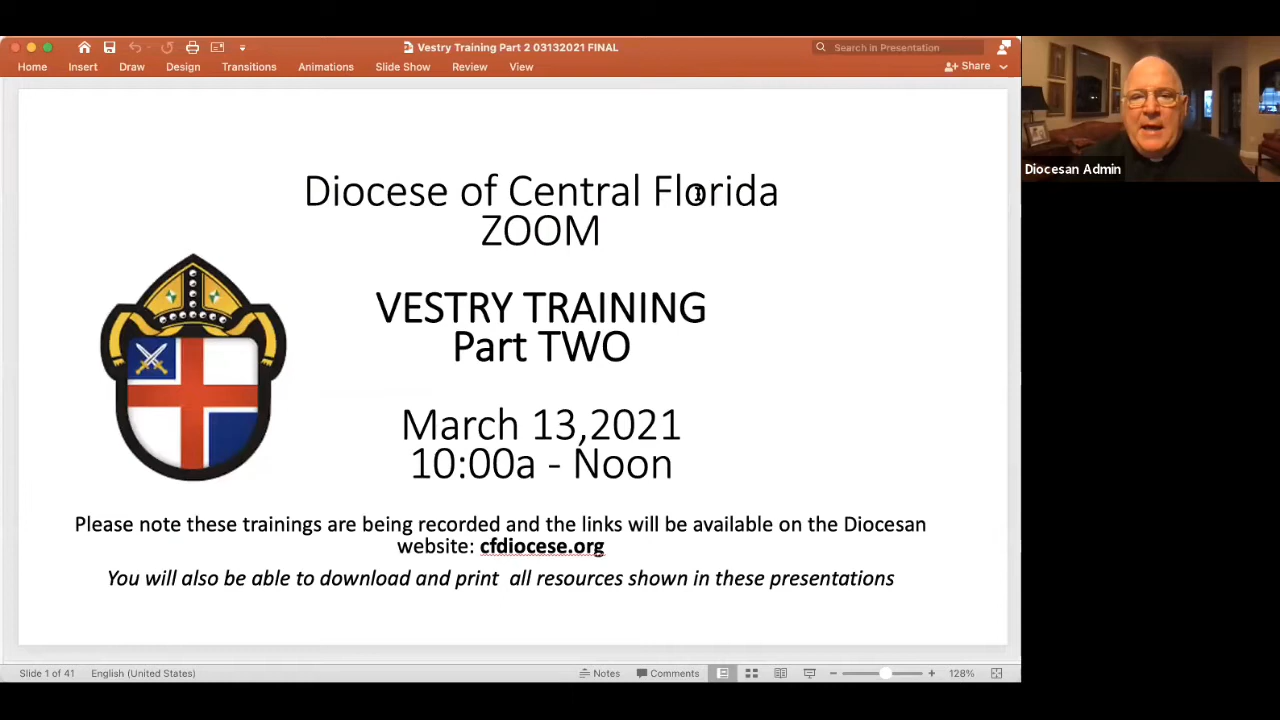 Vestry Training Part 2 03132021 FINAL
Search in Presentation
Home Insert Draw Design Transitions Animations Slide Show Review View
Share
Diocese of Central Florida
ZOOM
VESTRY TRAINING
Part TWO
March 13,2021
10:00a - Noon
Please note these trainings are being recorded and the links will be available on the Diocesan
website: cfdiocese.org
You will also be able to download and print all resources shown in these presentations
Diocesan Admin
Slide 1 of 41 English (United States) Notes Comments 128%